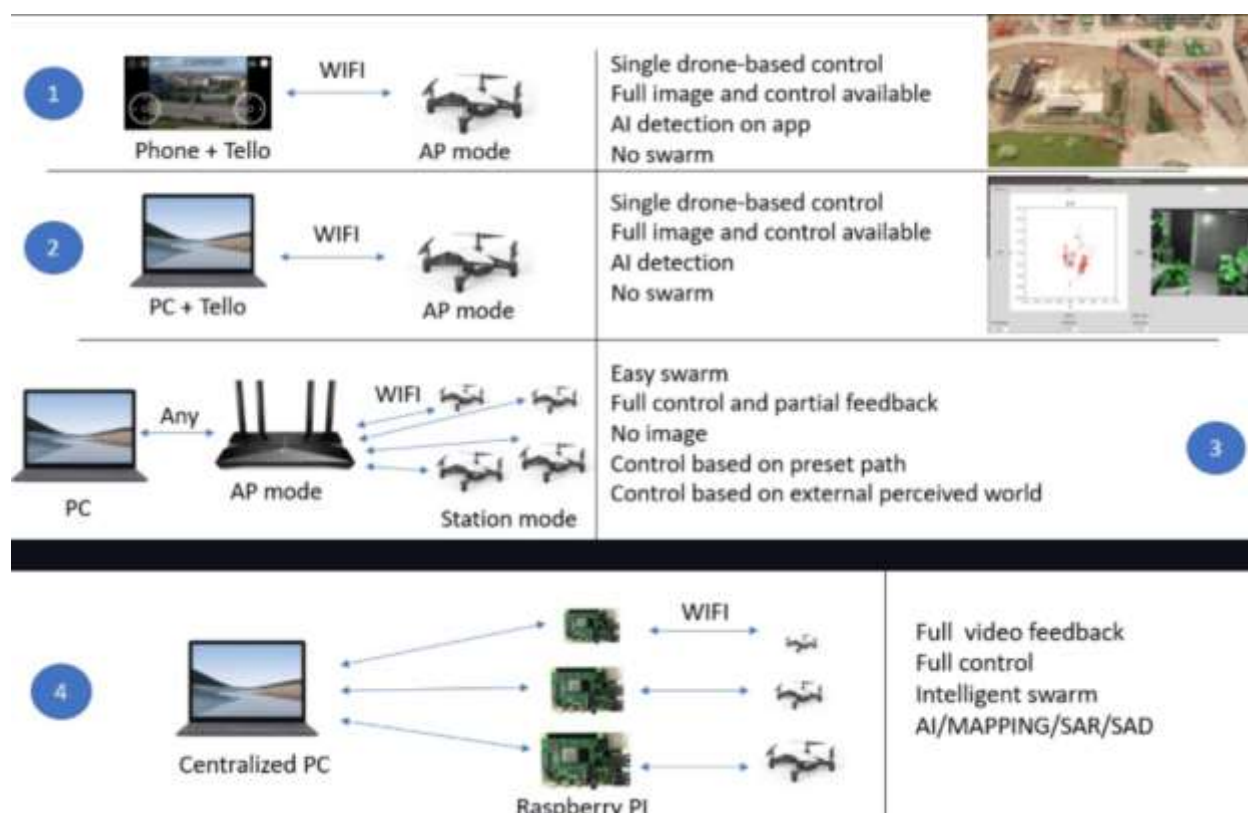 1
WIFI
Phone + Tello
AP mode
Single drone-based control
Full image and control available
AI detection on app
No swarm
2
WIFI
PC + Tello
AP mode
Single drone-based control
Full image and control available
AI detection
No swarm
PC
Any
AP mode
WIFI
Station mode
Easy swarm
Full control and partial feedback
No image
Control based on preset path
Control based on external perceived world
3
4
Centralized PC
WIFI
Raspberry PI
Full video feedback
Full control
Intelligent swarm
AI/MAPPING/SAR/SAD